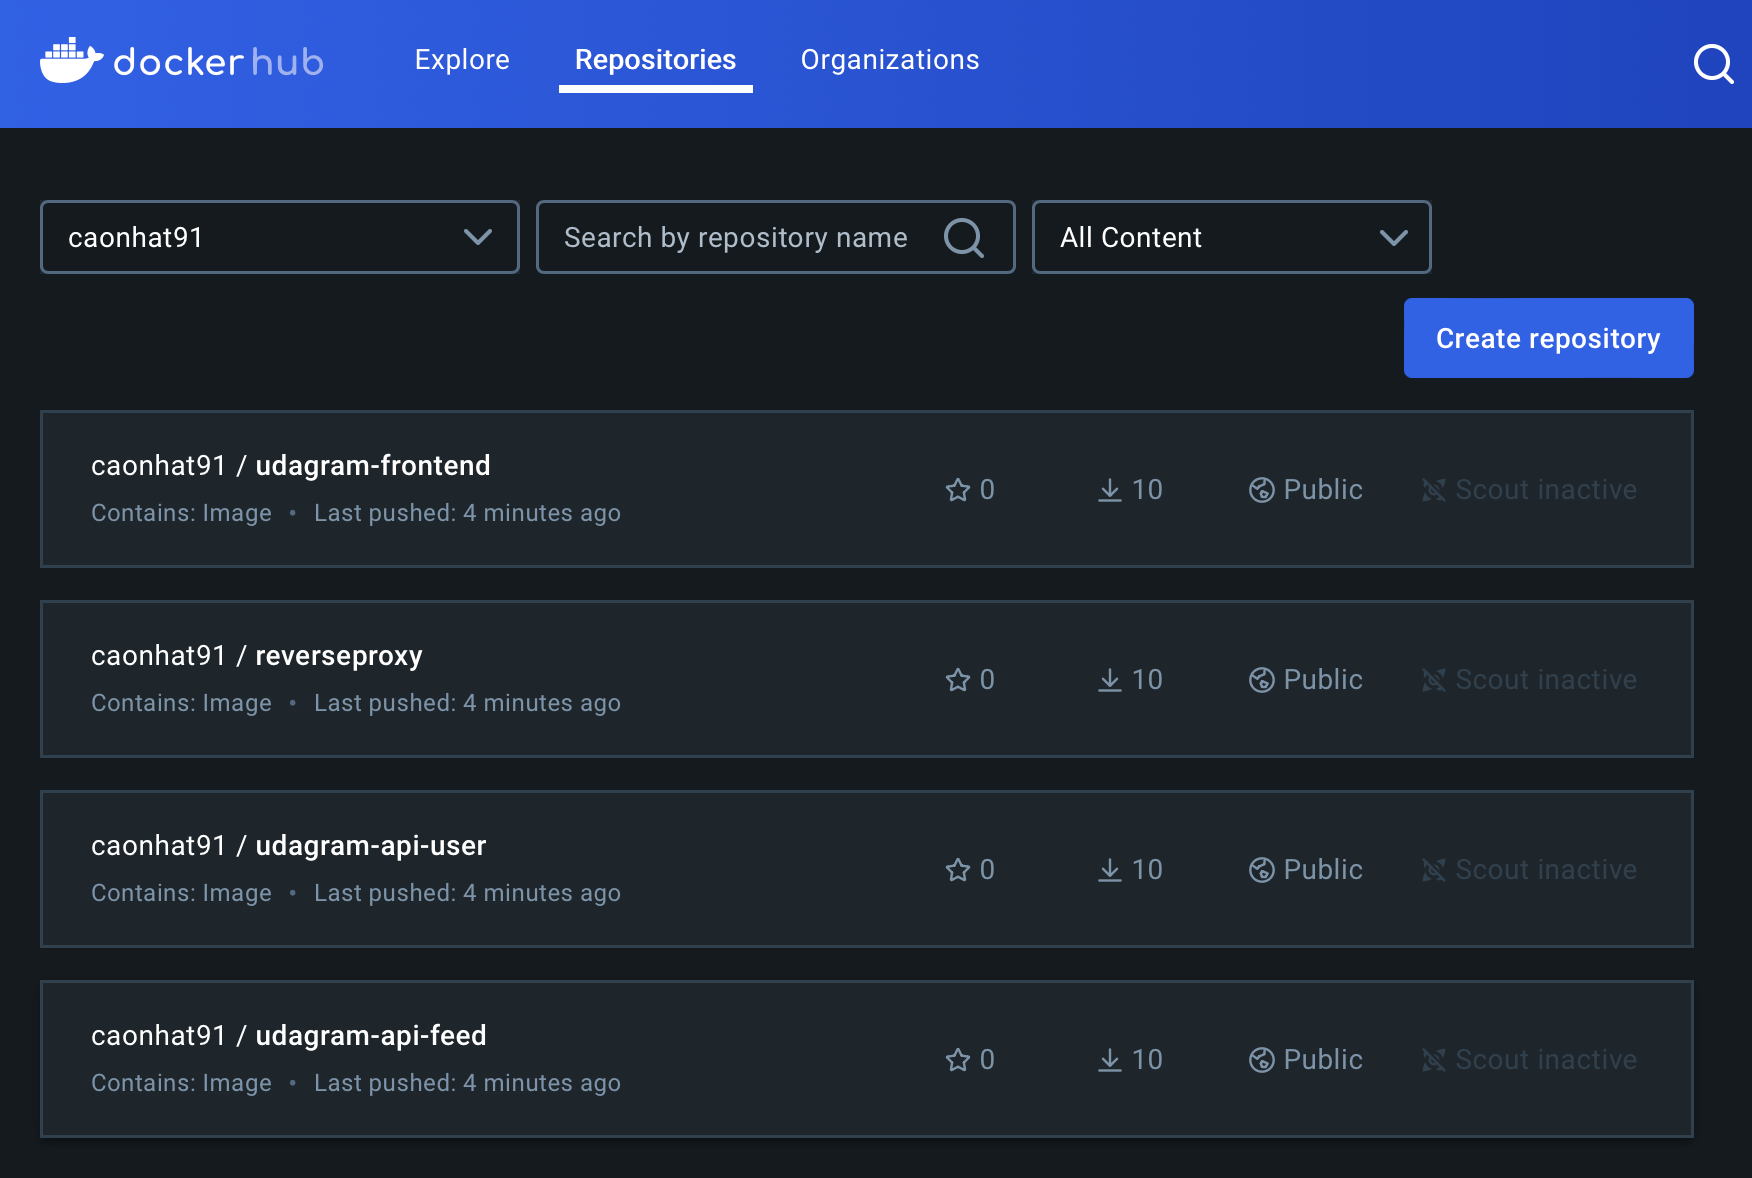 dockerhub Explore Repositories Organizations
caonhat91 Search by repository name All Content
Create repository
caonhat91 / udagram-frontend
Contains: Image • Last pushed: 4 minutes ago
0 10 Public Scout inactive
caonhat91 / reverseproxy
Contains: Image • Last pushed: 4 minutes ago
0 10 Public Scout inactive
caonhat91 / udagram-api-user
Contains: Image • Last pushed: 4 minutes ago
0 10 Public Scout inactive
caonhat91 / udagram-api-feed
Contains: Image • Last pushed: 4 minutes ago
0 10 Public Scout inactive